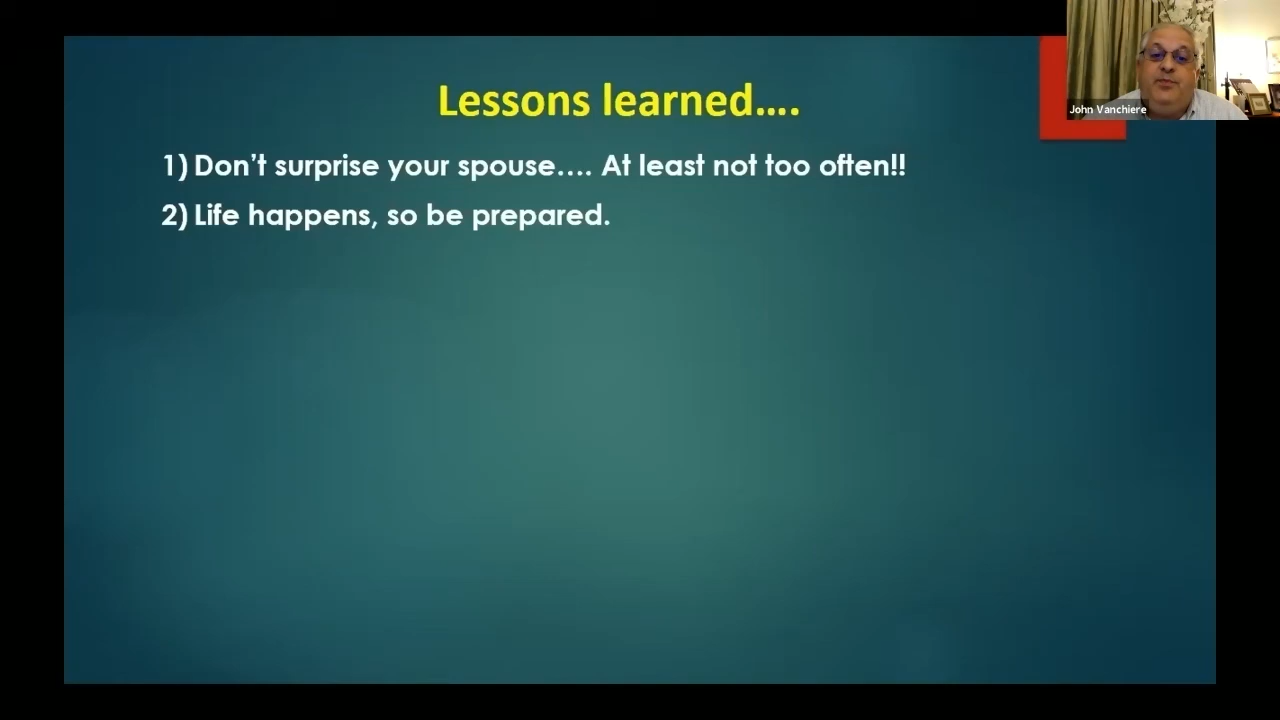 Lessons learned….
1) Don’t surprise your spouse…. At least not too often!!
2) Life happens, so be prepared.
John Vanchiere